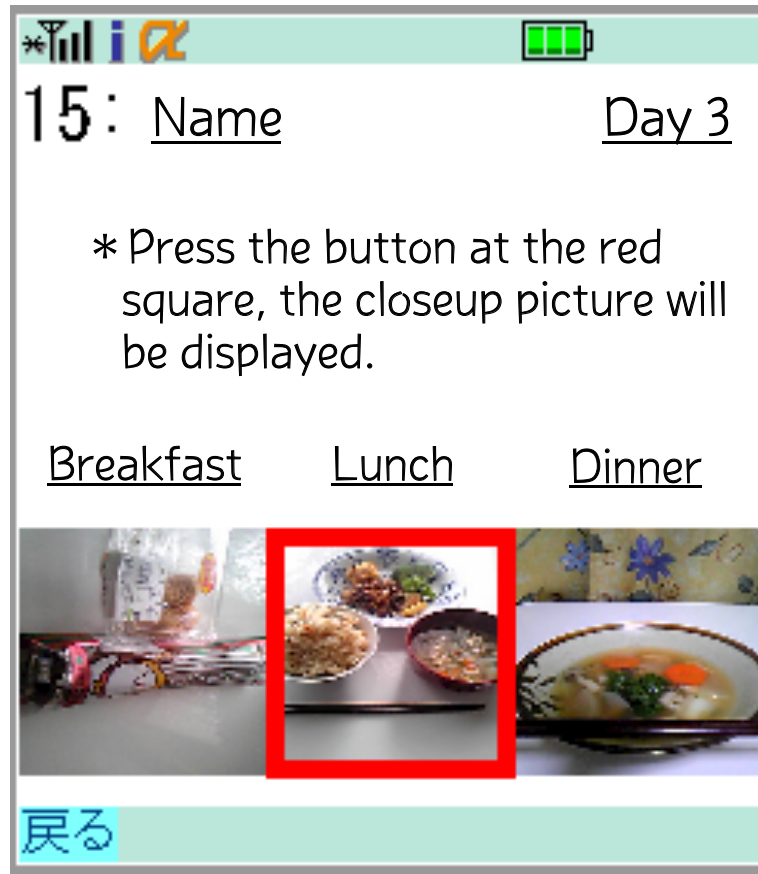 15: Name Day 3
* Press the button at the red
square, the closeup picture will
be displayed.
Breakfast Lunch Dinner
戻る